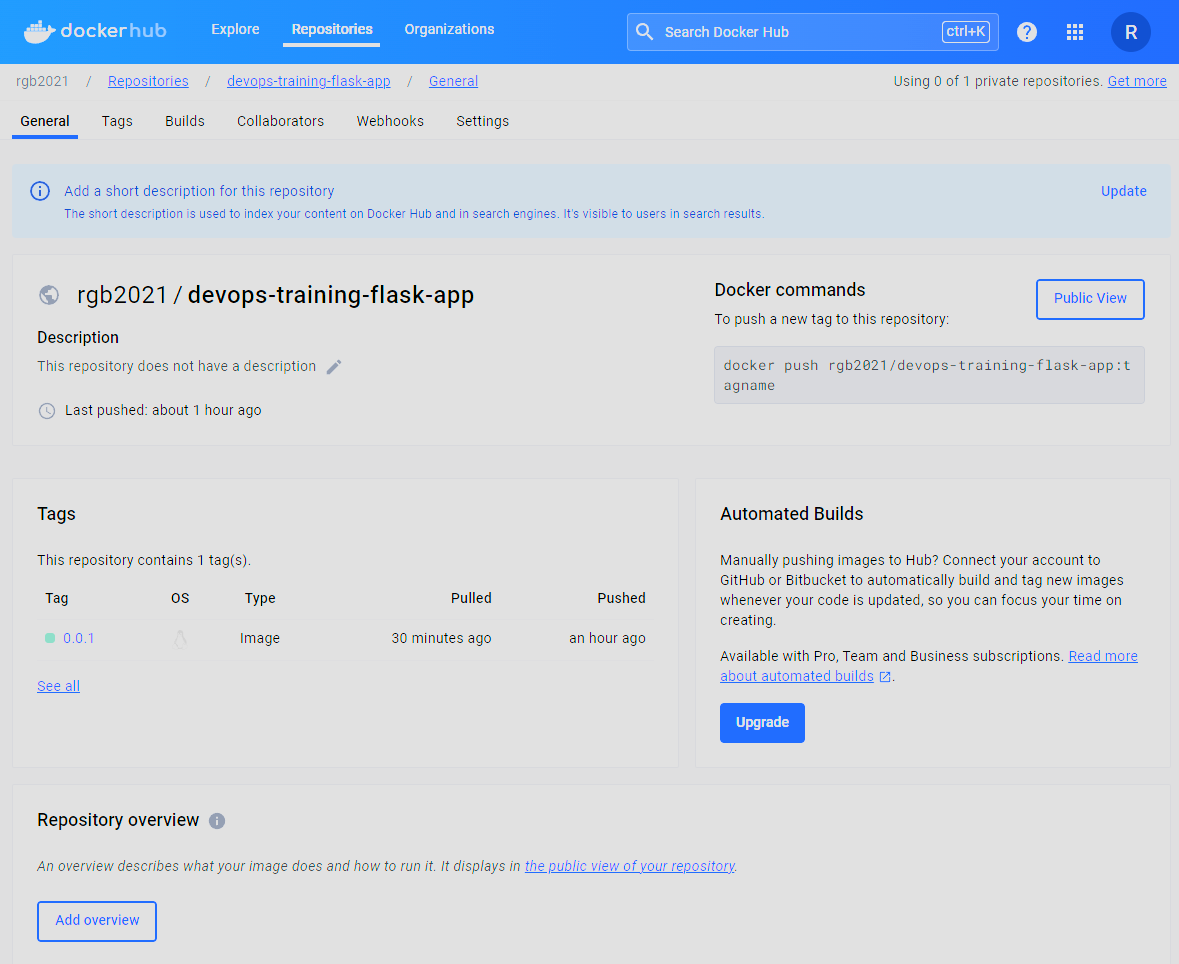 dockerhub
Explore Repositories Organizations
Search Docker Hub ctrl+K
?
R
rgb2021 / Repositories / devops-training-flask-app / General
Using 0 of 1 private repositories. Get more
General Tags Builds Collaborators Webhooks Settings
Add a short description for this repository
Update
The short description is used to index your content on Docker Hub and in search engines. It's visible to users in search results.
rgb2021 / devops-training-flask-app
Description
This repository does not have a description
Last pushed: about 1 hour ago
Docker commands
Public View
To push a new tag to this repository:
docker push rgb2021/devops-training-flask-app:t
agname
Tags
This repository contains 1 tag(s).
Tag OS Type Pulled Pushed
0.0.1 Image 30 minutes ago an hour ago
See all
Automated Builds
Manually pushing images to Hub? Connect your account to
GitHub or Bitbucket to automatically build and tag new images
whenever your code is updated, so you can focus your time on
creating.
Available with Pro, Team and Business subscriptions. Read more
about automated builds .
Upgrade
Repository overview
An overview describes what your image does and how to run it. It displays in the public view of your repository.
Add overview